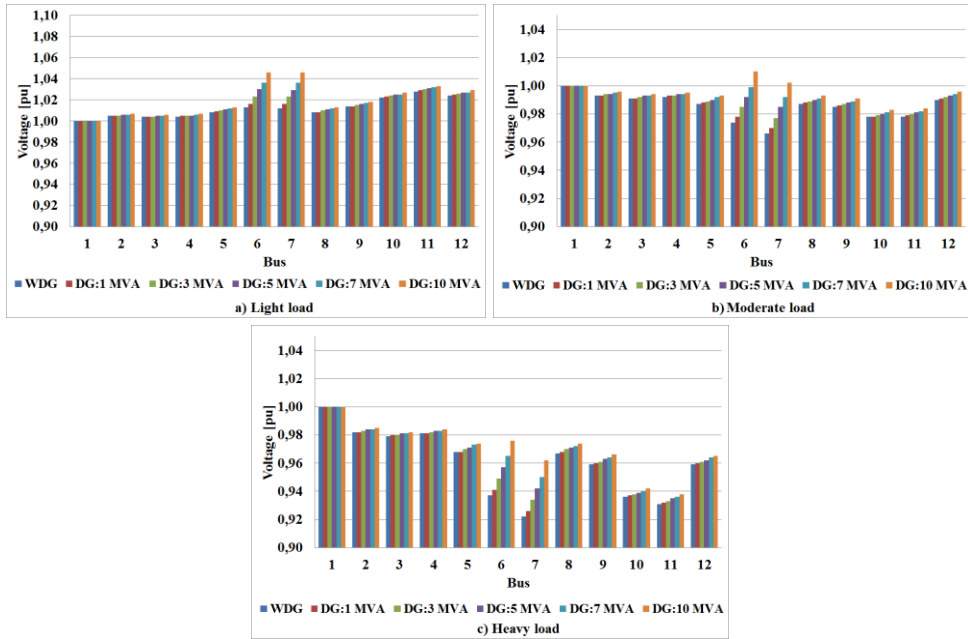 1,10
1,08
1,06
1,04
1,02
1,00
0,98
0,96
0,94
0,92
0,90
Voltage [pu]
1 2 3 4 5 6 7 8 9 10 11 12
Bus
WDG DG:1 MVA DG:3 MVA DG:5 MVA DG:7 MVA DG:10 MVA
a) Light load
1,04
1,02
1,00
0,98
0,96
0,94
0,92
0,90
Voltage [pu]
1 2 3 4 5 6 7 8 9 10 11 12
Bus
WDG DG:1 MVA DG:3 MVA DG:5 MVA DG:7 MVA DG:10 MVA
b) Moderate load
1,04
1,02
1,00
0,98
0,96
0,94
0,92
0,90
Voltage [pu]
1 2 3 4 5 6 7 8 9 10 11 12
Bus
WDG DG:1 MVA DG:3 MVA DG:5 MVA DG:7 MVA DG:10 MVA
c) Heavy load